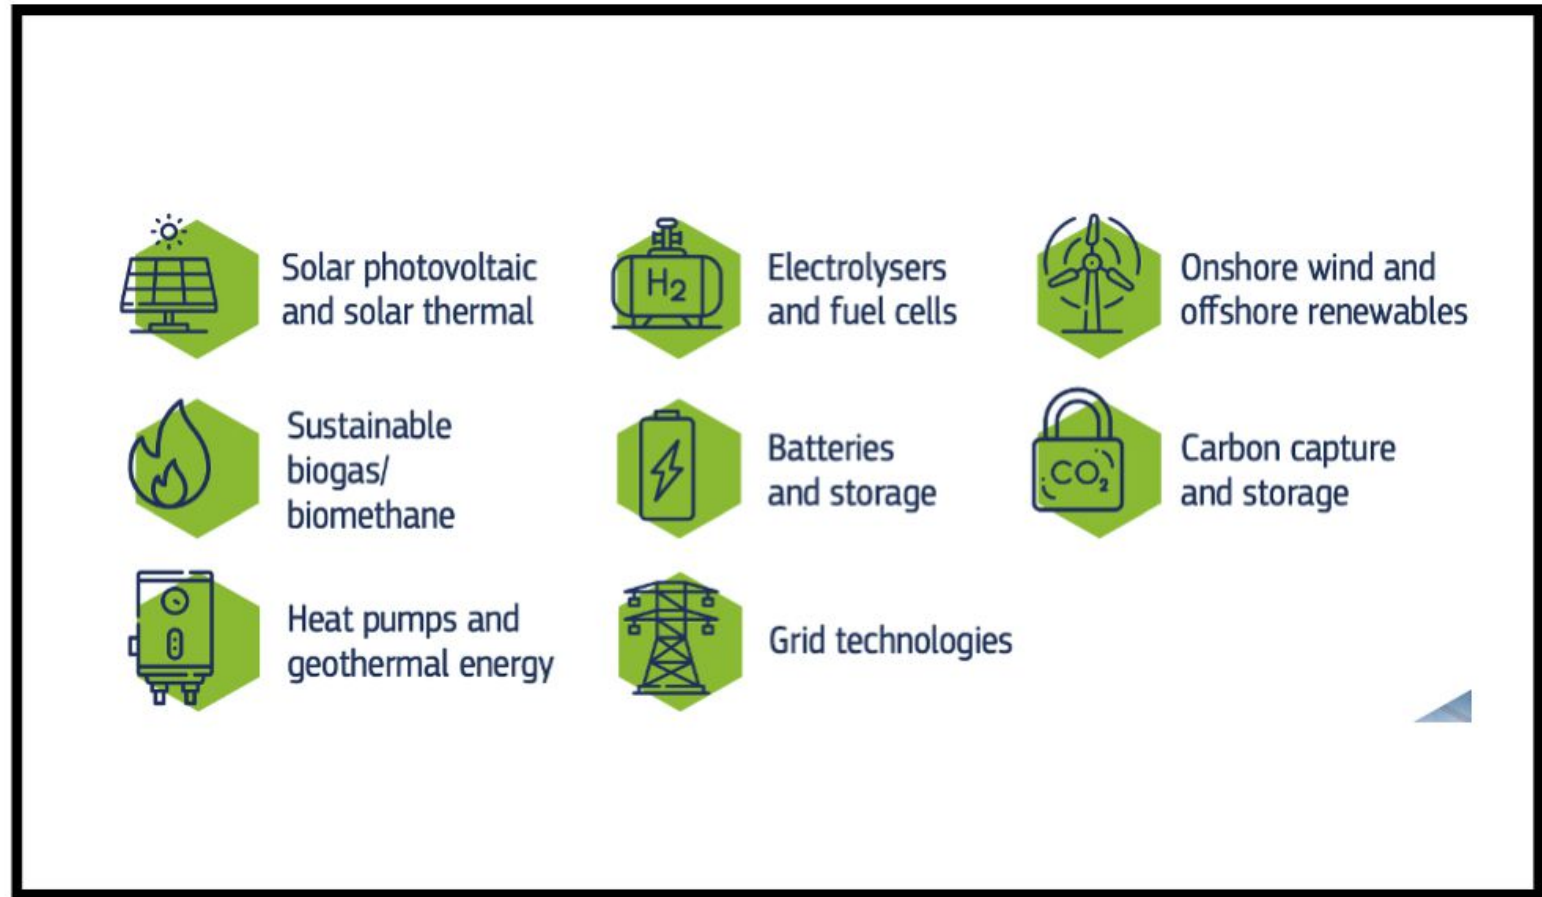 Solar photovoltaic
and solar thermal
H2
Electrolysers
and fuel cells
Onshore wind and
offshore renewables
Sustainable
biogas/
biomethane
Batteries
and storage
CO2
Carbon capture
and storage
Heat pumps and
geothermal energy
Grid technologies